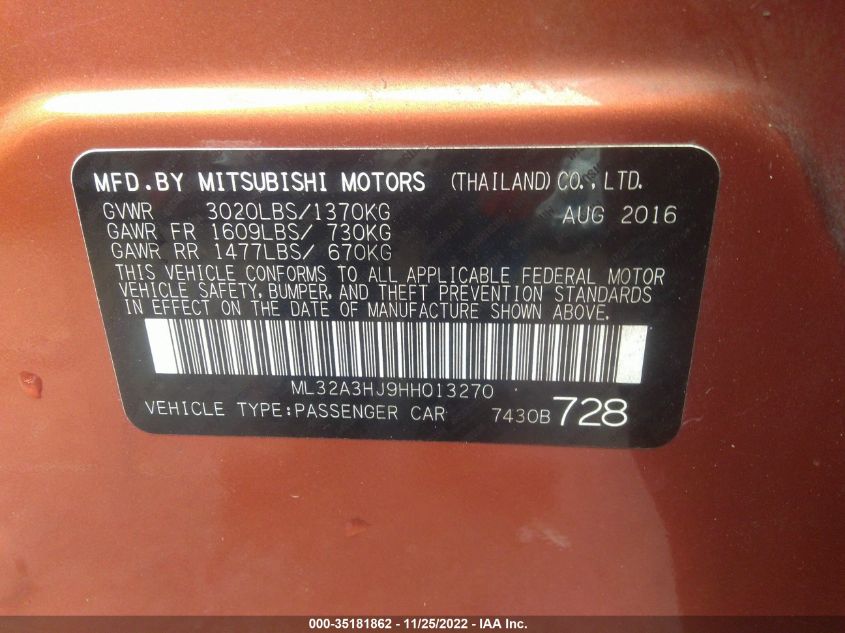 MFD.BY MITSUBISHI MOTORS (THAILAND) CO.,LTD.
GVWR 3020LBS/1370KG AUG 2016
GAWR FR 1609LBS/ 730KG
GAWR RR 1477LBS/ 670KG
THIS VEHICLE CONFORMS TO ALL APPLICABLE FEDERAL MOTOR
VEHICLE SAFETY, BUMPER, AND THEFT PREVENTION STANDARDS
IN EFFECT ON THE DATE OF MANUFACTURE SHOWN ABOVE.
ML32A3HJ9HH013270
VEHICLE TYPE:PASSENGER CAR 7430B 728
000-35181862 - 11/25/2022 - IAA Inc.